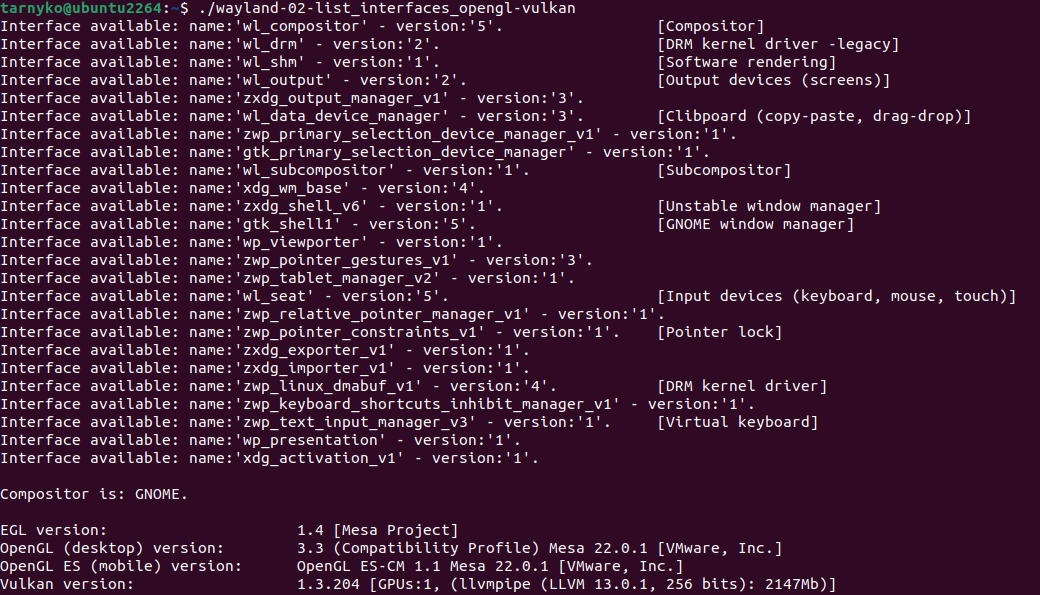 tarnyko@ubuntu2264:~$ ./wayland-02-list_interfaces_opengl-vulkan
Interface available: name:'wl_compositor' - version:'5'. [Compositor]
Interface available: name:'wl_drm' - version:'2'. [DRM kernel driver -legacy]
Interface available: name:'wl_shm' - version:'1'. [Software rendering]
Interface available: name:'wl_output' - version:'2'. [Output devices (screens)]
Interface available: name:'zxdg_output_manager_v1' - version:'3'.
Interface available: name:'wl_data_device_manager' - version:'3'. [Clibpoard (copy-paste, drag-drop)]
Interface available: name:'zwp_primary_selection_device_manager_v1' - version:'1'.
Interface available: name:'gtk_primary_selection_device_manager' - version:'1'.
Interface available: name:'wl_subcompositor' - version:'1'. [Subcompositor]
Interface available: name:'xdg_wm_base' - version:'4'.
Interface available: name:'zxdg_shell_v6' - version:'1'. [Unstable window manager]
Interface available: name:'gtk_shell1' - version:'5'. [GNOME window manager]
Interface available: name:'wp_viewporter' - version:'1'.
Interface available: name:'zwp_pointer_gestures_v1' - version:'3'.
Interface available: name:'zwp_tablet_manager_v2' - version:'1'.
Interface available: name:'wl_seat' - version:'5'. [Input devices (keyboard, mouse, touch)]
Interface available: name:'zwp_relative_pointer_manager_v1' - version:'1'.
Interface available: name:'zwp_pointer_constraints_v1' - version:'1'. [Pointer lock]
Interface available: name:'zxdg_exporter_v1' - version:'1'.
Interface available: name:'zxdg_importer_v1' - version:'1'.
Interface available: name:'zwp_linux_dmabuf_v1' - version:'4'. [DRM kernel driver]
Interface available: name:'zwp_keyboard_shortcuts_inhibit_manager_v1' - version:'1'.
Interface available: name:'zwp_text_input_manager_v3' - version:'1'. [Virtual keyboard]
Interface available: name:'wp_presentation' - version:'1'.
Interface available: name:'xdg_activation_v1' - version:'1'.
Compositor is: GNOME.
EGL version: 1.4 [Mesa Project]
OpenGL (desktop) version: 3.3 (Compatibility Profile) Mesa 22.0.1 [VMware, Inc.]
OpenGL ES (mobile) version: OpenGL ES-CM 1.1 Mesa 22.0.1 [VMware, Inc.]
Vulkan version: 1.3.204 [GPUs:1, (llvmpipe (LLVM 13.0.1, 256 bits): 2147Mb)]